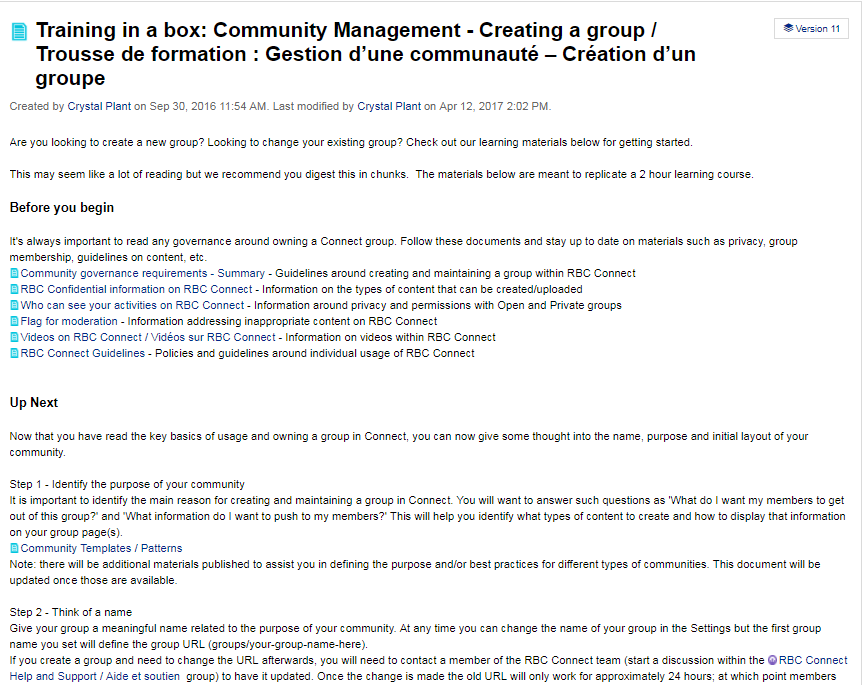 Training in a box: Community Management - Creating a group /
Trousse de formation : Gestion d’une communauté – Création d’un
groupe
Version 11
Created by Crystal Plant on Sep 30, 2016 11:54 AM. Last modified by Crystal Plant on Apr 12, 2017 2:02 PM.
Are you looking to create a new group? Looking to change your existing group? Check out our learning materials below for getting started.
This may seem like a lot of reading but we recommend you digest this in chunks. The materials below are meant to replicate a 2 hour learning course.
Before you begin
It's always important to read any governance around owning a Connect group. Follow these documents and stay up to date on materials such as privacy, group
membership, guidelines on content, etc.
Community governance requirements - Summary - Guidelines around creating and maintaining a group within RBC Connect
RBC Confidential information on RBC Connect - Information on the types of content that can be created/uploaded
Who can see your activities on RBC Connect - Information around privacy and permissions with Open and Private groups
Flag for moderation - Information addressing inappropriate content on RBC Connect
Videos on RBC Connect / Vidéos sur RBC Connect - Information on videos within RBC Connect
RBC Connect Guidelines - Policies and guidelines around individual usage of RBC Connect
Up Next
Now that you have read the key basics of usage and owning a group in Connect, you can now give some thought into the name, purpose and initial layout of your
community.
Step 1 - Identify the purpose of your community
It is important to identify the main reason for creating and maintaining a group in Connect. You will want to answer such questions as 'What do I want my members to get
out of this group?' and 'What information do I want to push to my members?' This will help you identify what types of content to create and how to display that information
on your group page(s).
Community Templates / Patterns
Note: there will be additional materials published to assist you in defining the purpose and/or best practices for different types of communities. This document will be
updated once those are available.
Step 2 - Think of a name
Give your group a meaningful name related to the purpose of your community. At any time you can change the name of your group in the Settings but the first group
name you set will define the group URL (groups/your-group-name-here).
If you create a group and need to change the URL afterwards, you will need to contact a member of the RBC Connect team (start a discussion within the RBC Connect
Help and Support / Aide et soutien group) to have it updated. Once the change is made the old URL will only work for approximately 24 hours; at which point members